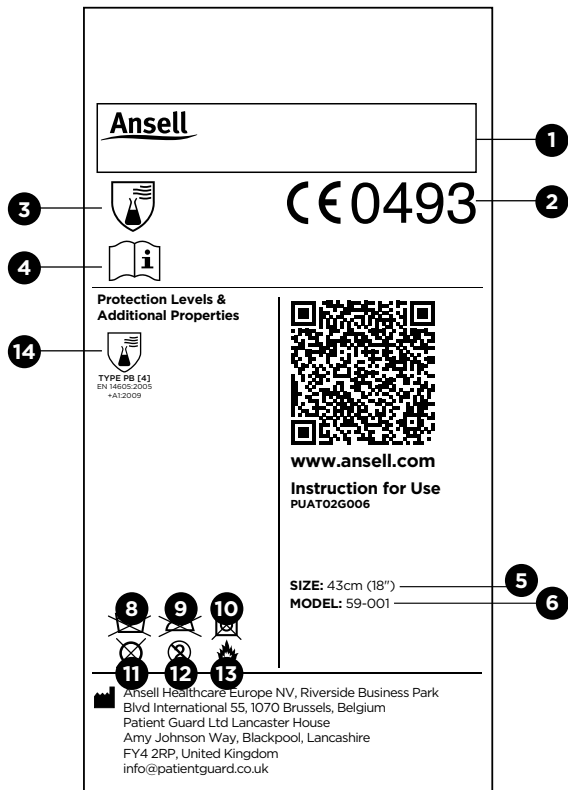 Ansell
1
CE0493
2
3
4
Protection Levels &
Additional Properties
14
TYPE PB [4]
EN 14605:2005
+A1:2009
www.ansell.com
Instruction for Use
PUAT02G006
SIZE: 43cm (18")
5
MODEL: 59-001
6
8 9 10
11 12 13
Ansell Healthcare Europe NV, Riverside Business Park
Blvd International 55, 1070 Brussels, Belgium
Patient Guard Ltd Lancaster House
Amy Johnson Way, Blackpool, Lancashire
FY4 2RP, United Kingdom
info@patientguard.co.uk